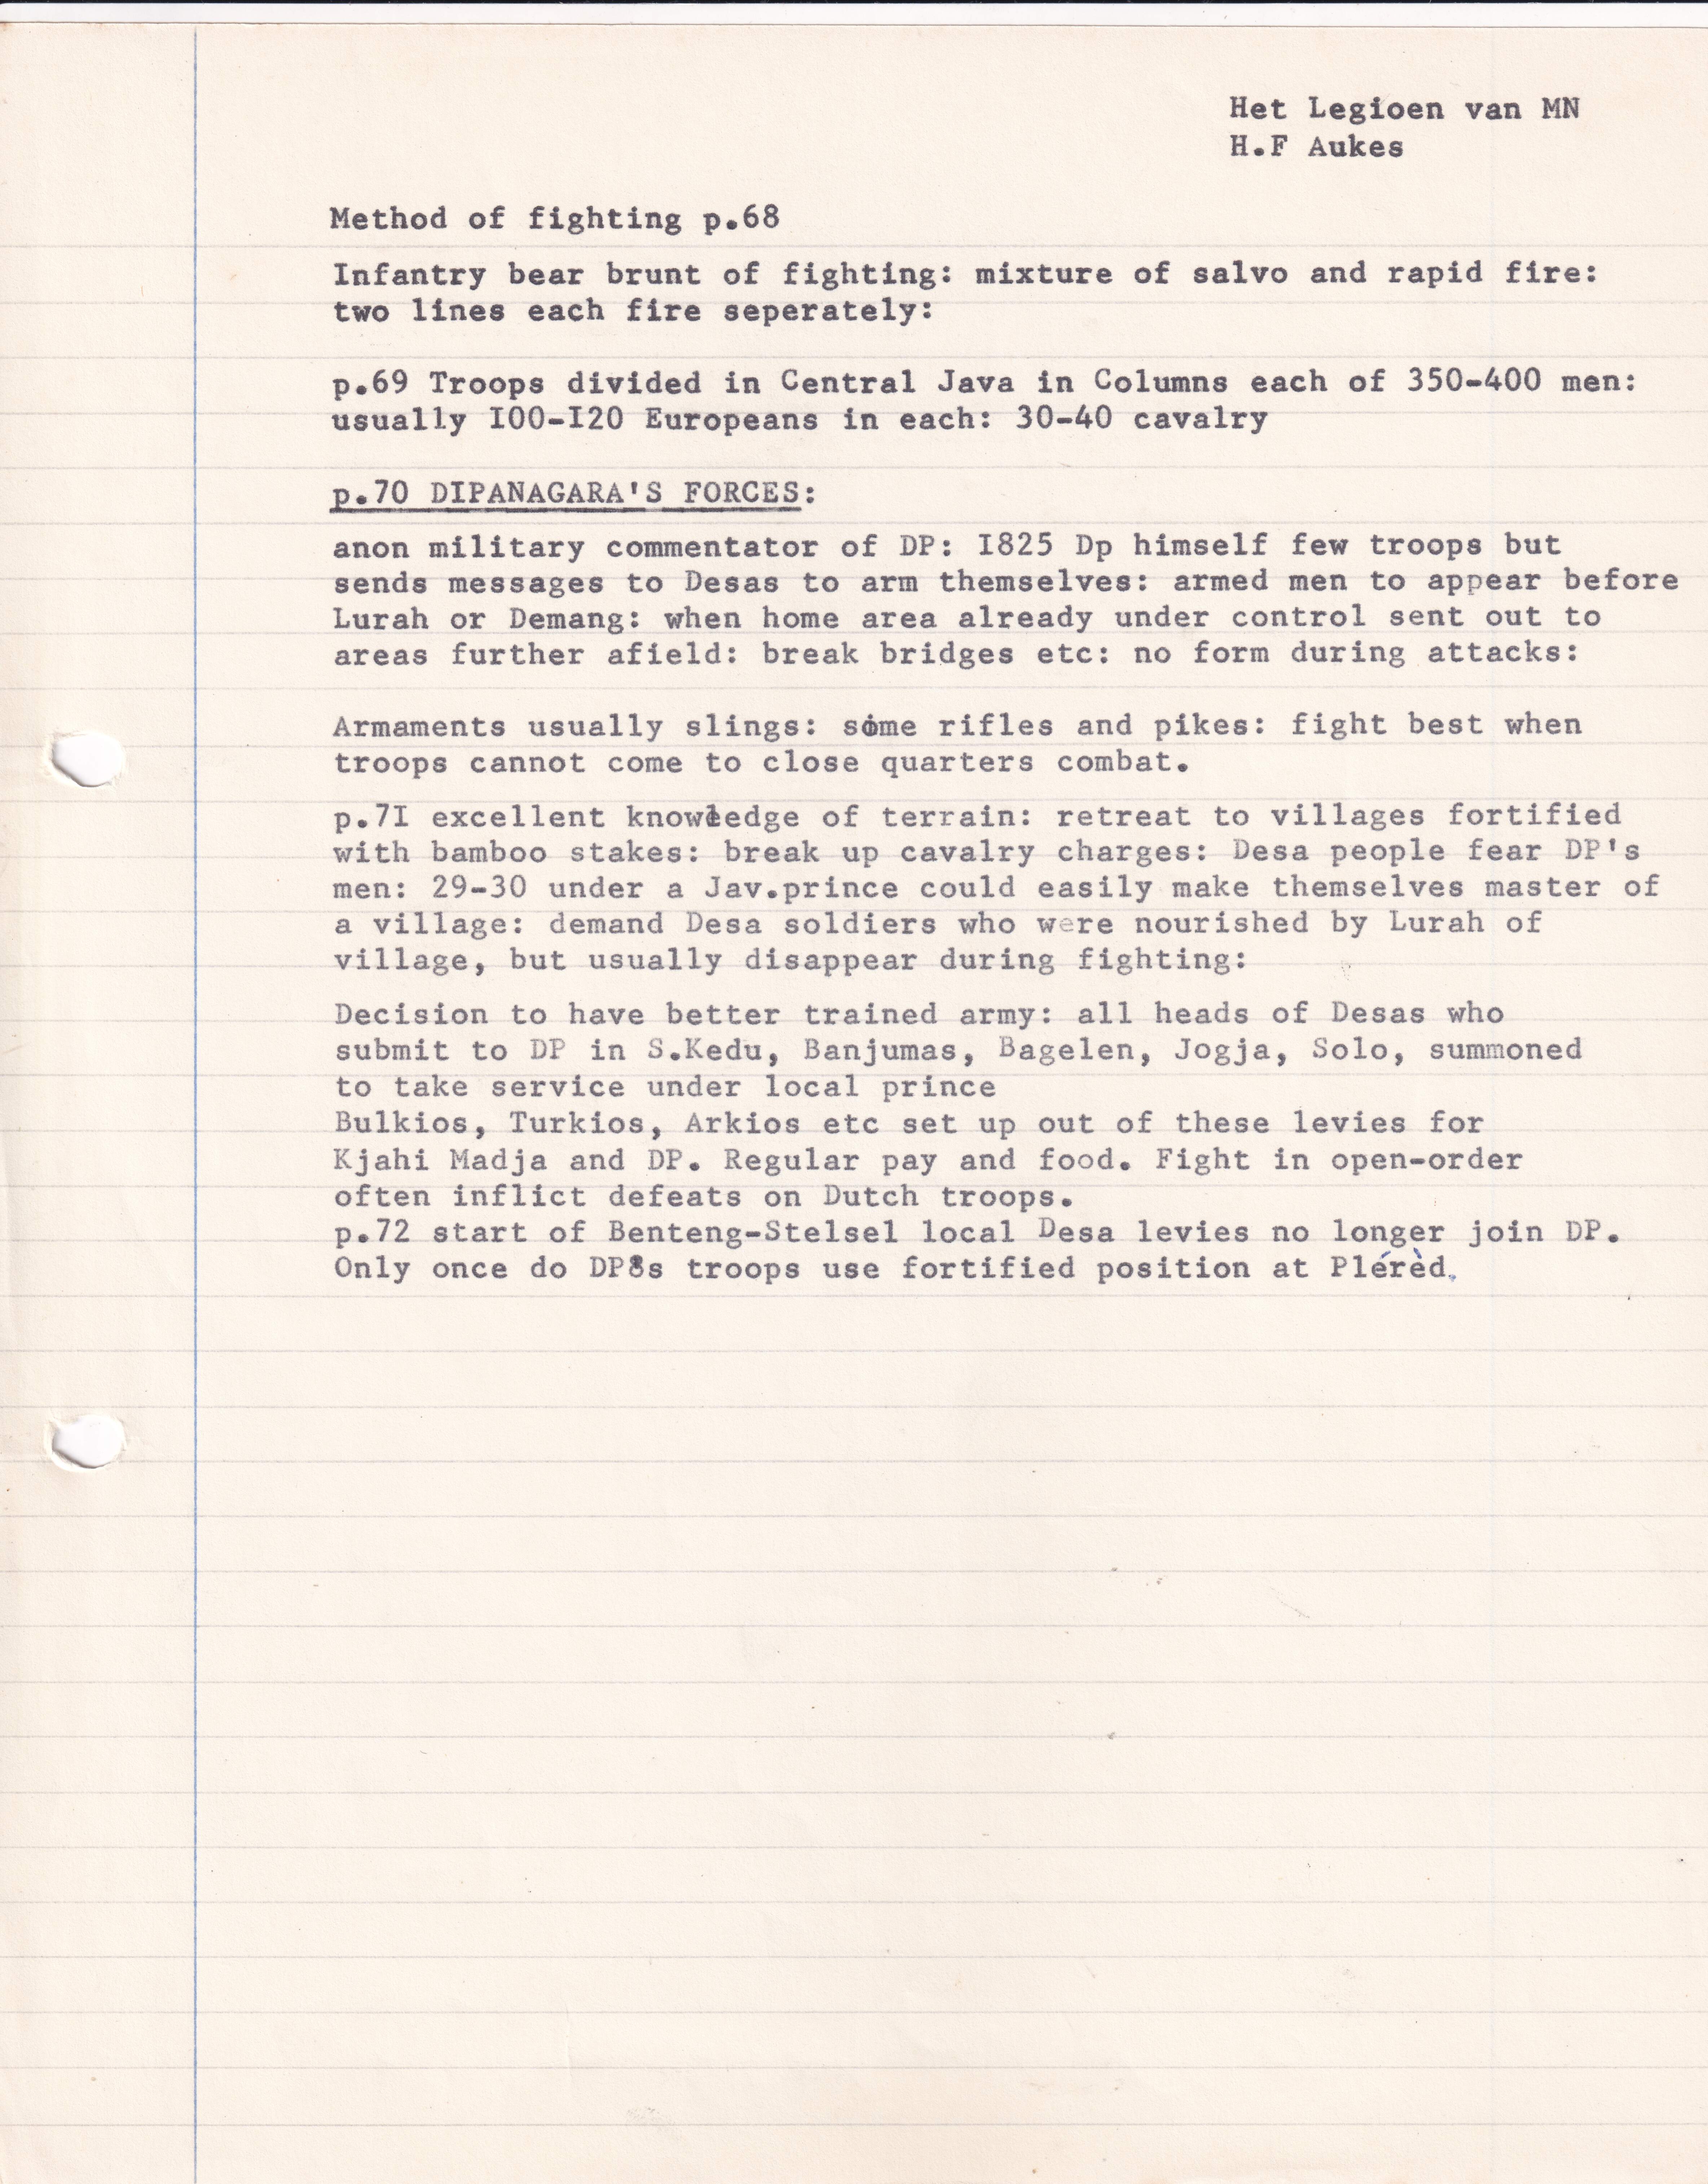 Het Legioen van MN
H.F Aukes
Method of fighting p.68
Infantry bear brunt of fighting: mixture of salvo and rapid fire:
two lines each fire seperately:
p.69 Troops divided in Central Java in Columns each of 350-400 men:
usually I00-I20 Europeans in each: 30-40 cavalry
p.70 DIPANAGARA'S FORCES:
anon military commentator of DP: I825 Dp himself few troops but
sends messages to Desas to arm themselves: armed men to appear before
Lurah or Demang: when home area already under control sent out to
areas further afield: break bridges etc: no form during attacks:
Armaments usually slings: some rifles and pikes: fight best when
troops cannot come to close quarters combat.
p.7I excellent knowledge of terrain: retreat to villages fortified
with bamboo stakes: break up cavalry charges: Desa people fear DP's
men: 29-30 under a Jav.prince could easily make themselves master of
a village: demand Desa soldiers who were nourished by Lurah of
village, but usually disappear during fighting:
Decision to have better trained army: all heads of Desas who
submit to DP in S.Kedu, Banjumas, Bagelen, Jogja, Solo, summoned
to take service under local prince
Bulkios, Turkios, Arkios etc set up out of these levies for
Kjahi Madja and DP. Regular pay and food. Fight in open-order
often inflict defeats on Dutch troops.
p.72 start of Benteng-Stelsel local Desa levies no longer join DP.
Only once do DP8s troops use fortified position at Plérèd.